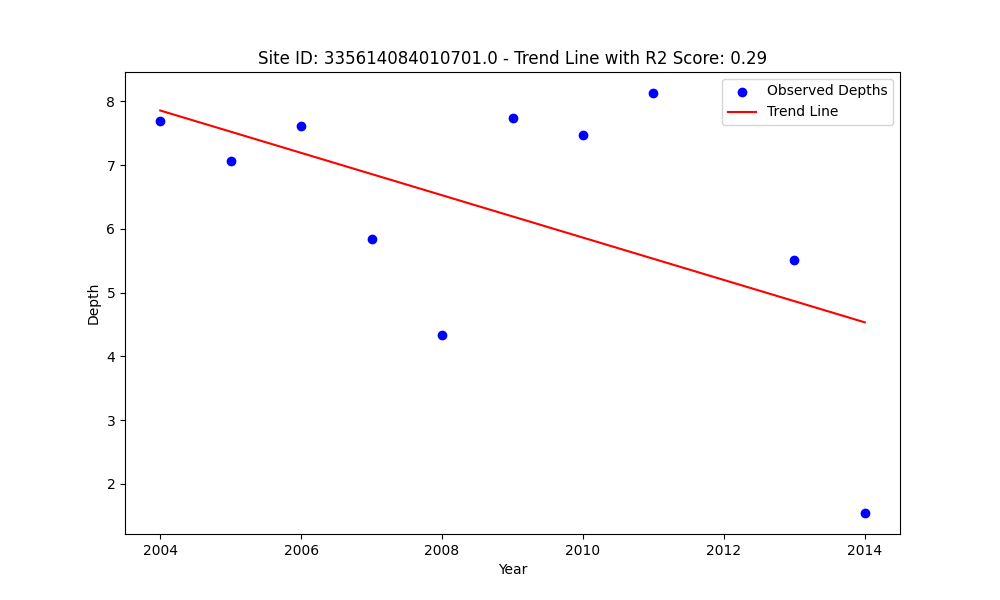 Site ID: 335614084010701.0 - Trend Line with R2 Score: 0.29
Observed Depths
Trend Line
8
7
6
5
4
3
2
Depth
2004 2006 2008 2010 2012 2014
Year